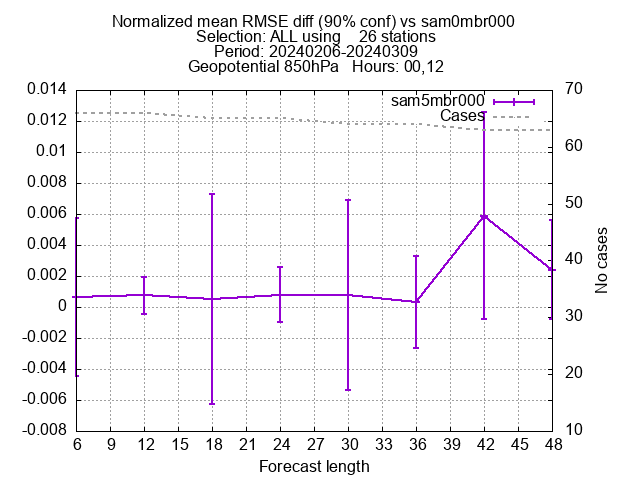 Normalized mean RMSE diff (90% conf) vs sam0mbr000
Selection: ALL using    26 stations
Period: 20240206-20240309
Geopotential 850hPa   Hours: 00,12
sam5mbr000
Cases
0.014
0.012
0.01
0.008
0.006
0.004
0.002
0
-0.002
-0.004
-0.006
-0.008
70
60
50
40
30
20
10
No cases
6 9 12 15 18 21 24 27 30 33 36 39 42 45 48
Forecast length